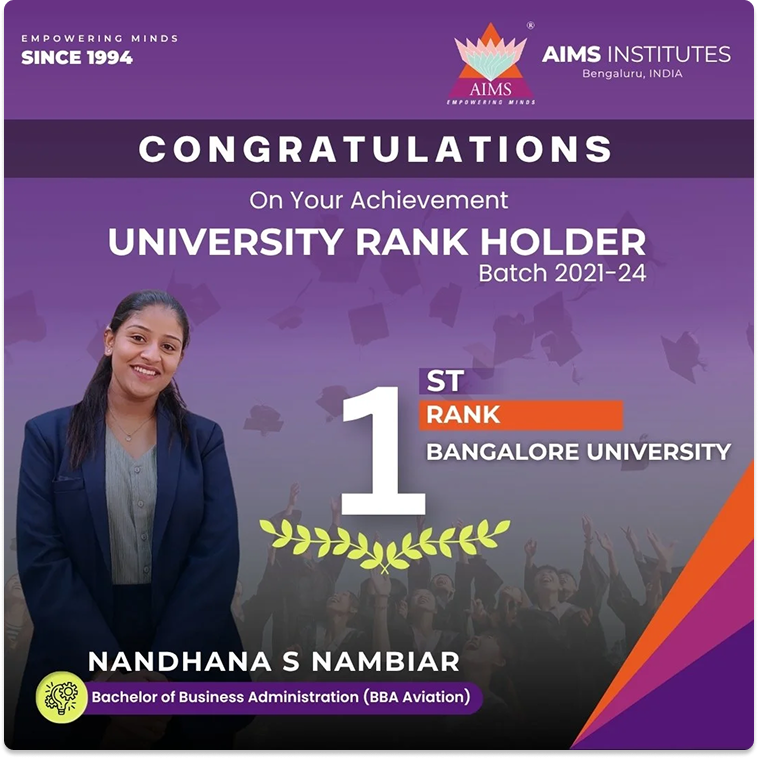 EMPOWERING MINDS
SINCE 1994
®
AIMS
EMPOWERING MINDS
AIMS INSTITUTES
Bengaluru, INDIA
CONGRATULATIONS
On Your Achievement
UNIVERSITY RANK HOLDER
Batch 2021-24
1
ST
RANK
BANGALORE UNIVERSITY
NANDHANA S NAMBIAR
Bachelor of Business Administration (BBA Aviation)